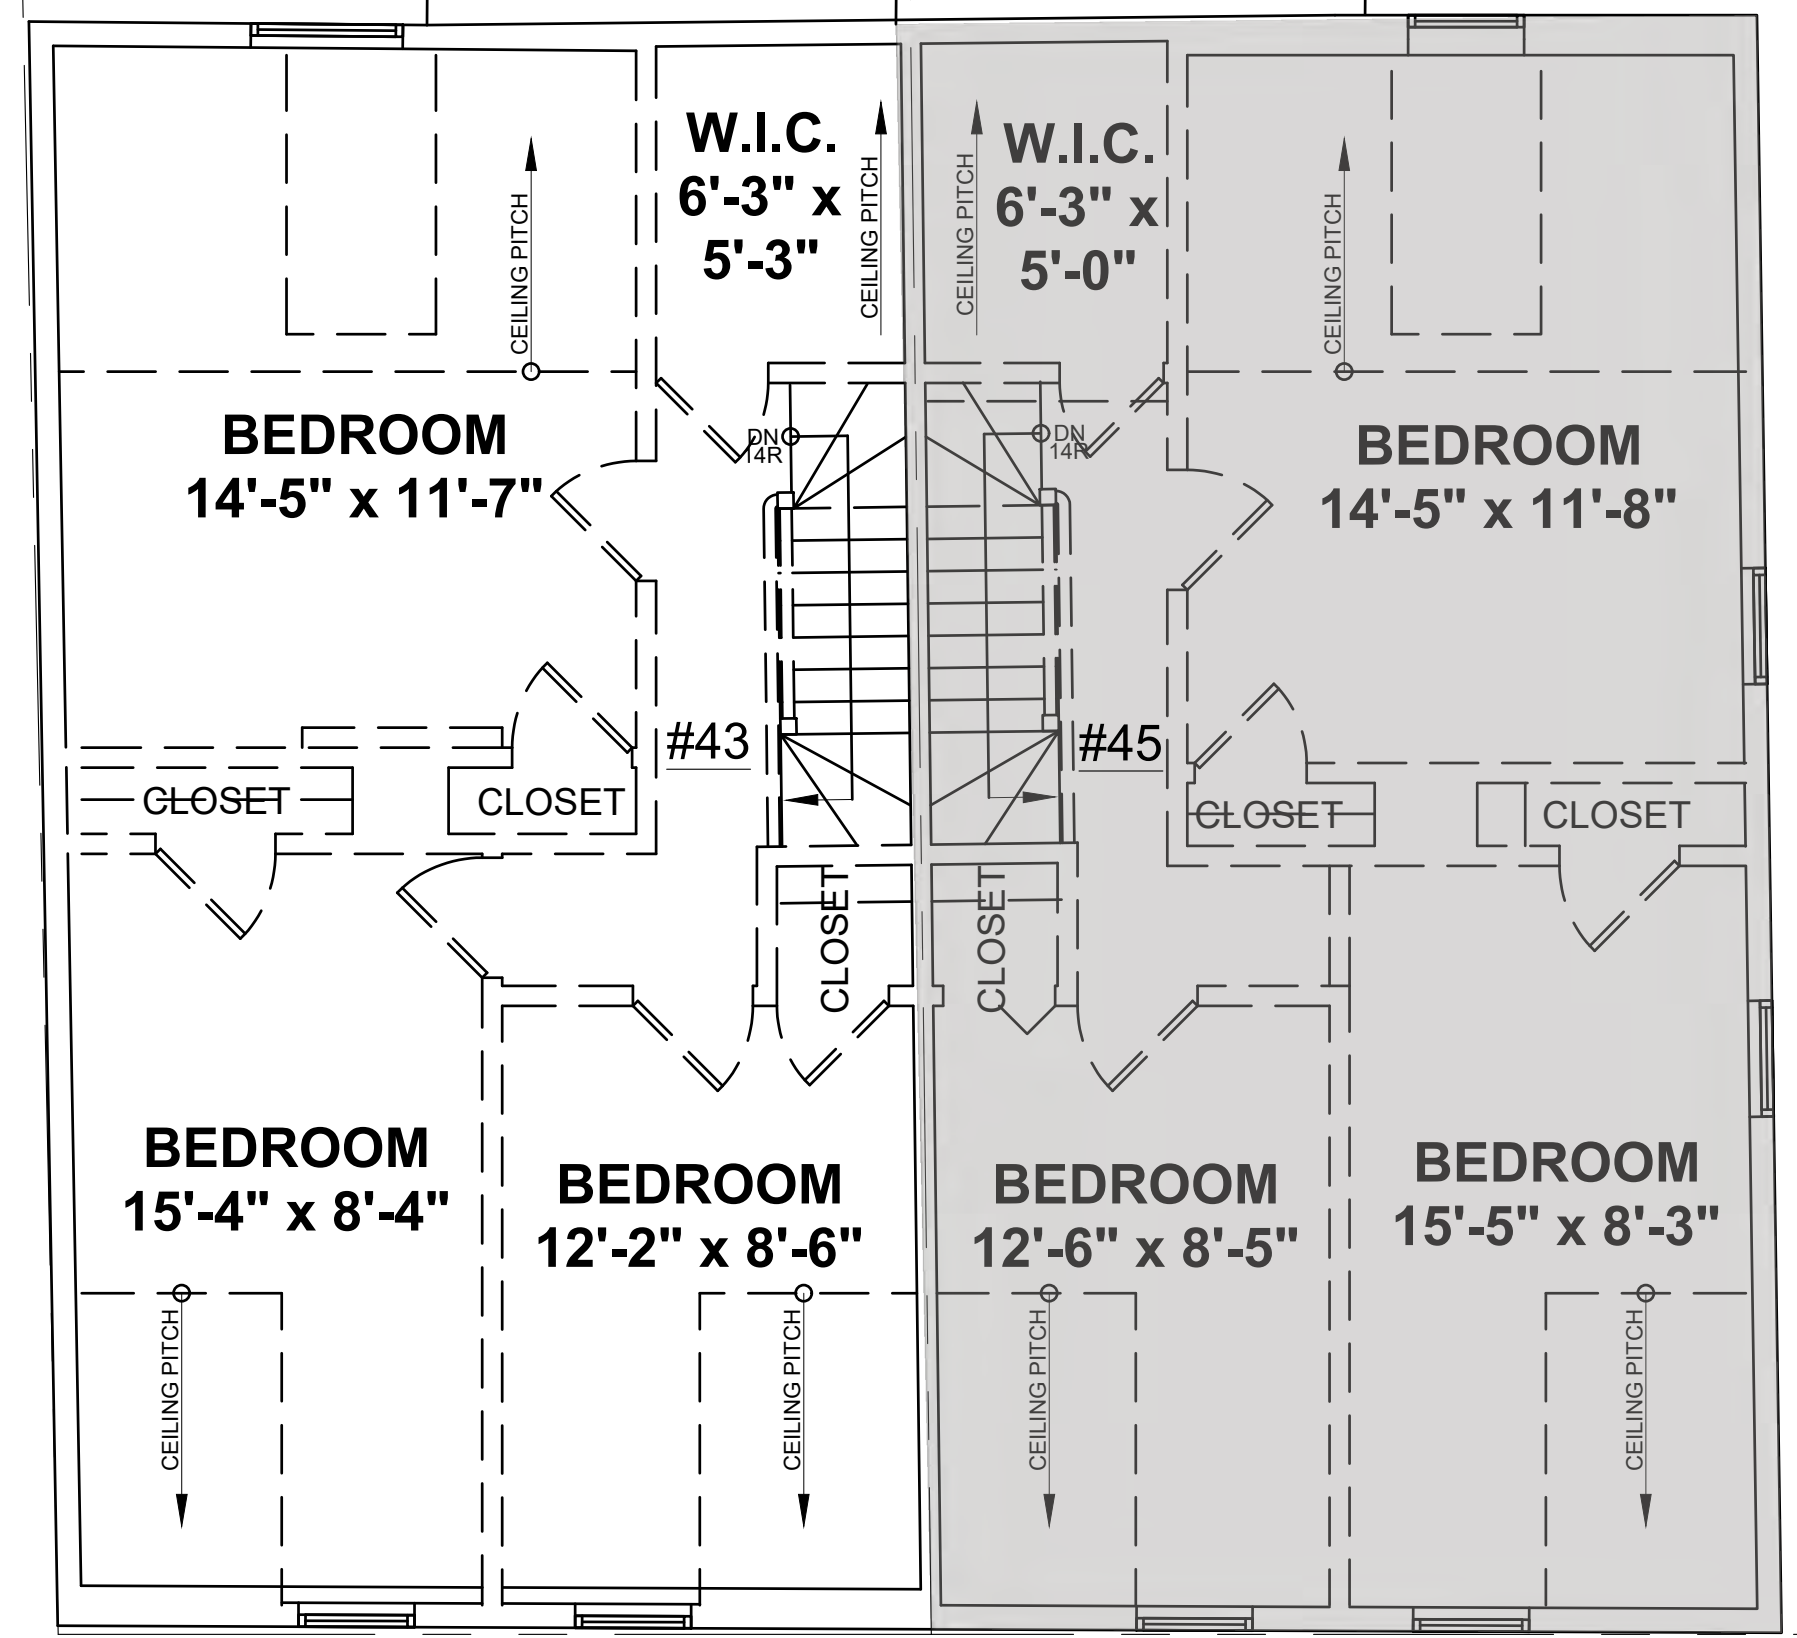 W.I.C.
6'-3" x
5'-3"
CEILING PITCH
CEILING PITCH
W.I.C.
6'-3" x
5'-0"
CEILING PITCH
CEILING PITCH
BEDROOM
14'-5" x 11'-7"
DN
14R
DN
14R
BEDROOM
14'-5" x 11'-8"
#43
#45
CLOSET
CLOSET
CLOSET
CLOSET
CLOSET
CLOSET
BEDROOM
15'-4" x 8'-4"
BEDROOM
12'-2" x 8'-6"
BEDROOM
12'-6" x 8'-5"
BEDROOM
15'-5" x 8'-3"
CEILING PITCH
CEILING PITCH
CEILING PITCH
CEILING PITCH